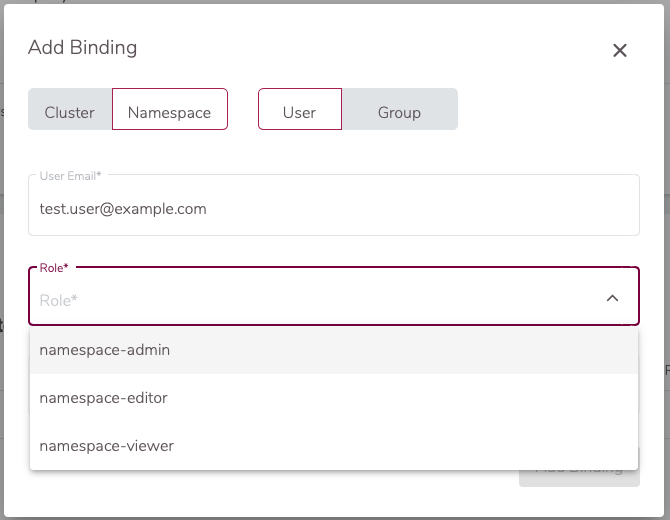 Add Binding
Cluster Namespace User Group
User Email*
test.user@example.com
Role*
Role*
namespace-admin
namespace-editor
namespace-viewer
Add Binding